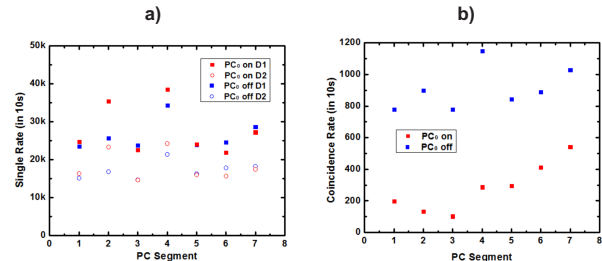 a)
b)
50k
40k
30k
20k
10k
0
Single Rate (in 10s)
PC₀ on D1
PC₀ on D2
PC₀ off D1
PC₀ off D2
0 1 2 3 4 5 6 7 8
PC Segment
1200
1000
800
600
400
200
0
Coincidence Rate (in 10s)
PC₀ on
PC₀ off
0 1 2 3 4 5 6 7 8
PC Segment